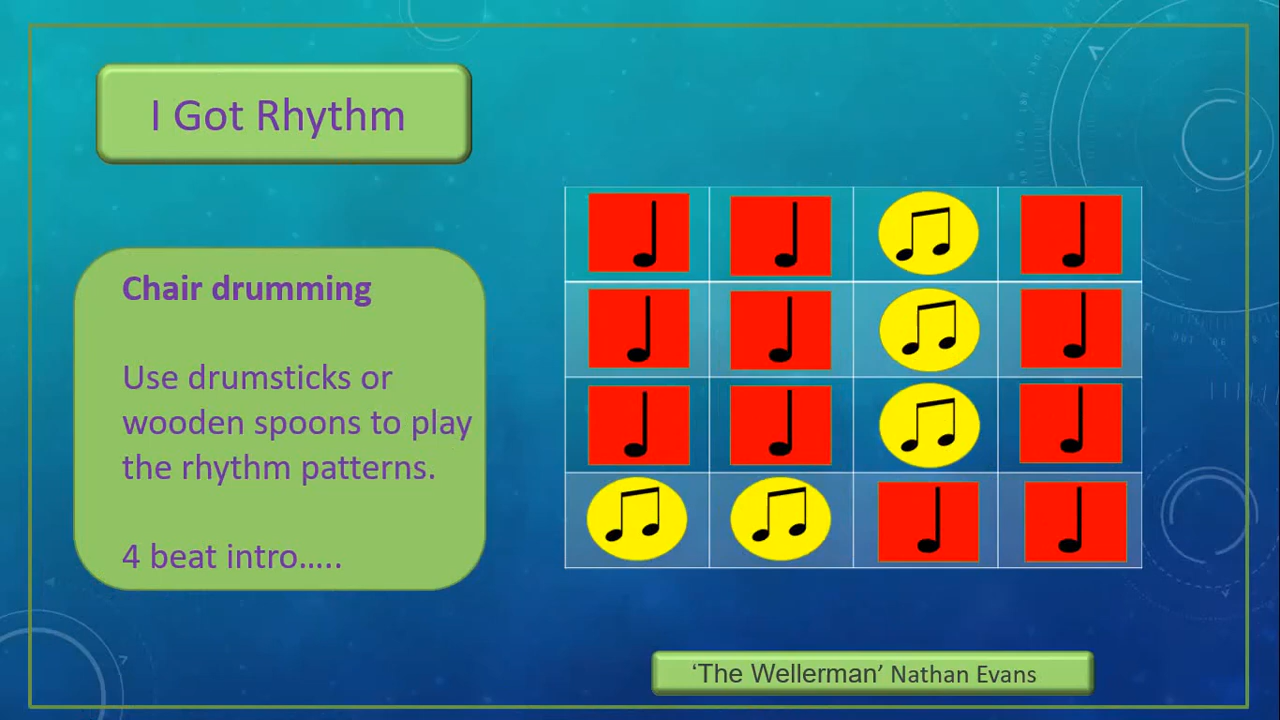 I Got Rhythm
Chair drumming
Use drumsticks or
wooden spoons to play
the rhythm patterns.
4 beat intro.....
‘The Wellerman’ Nathan Evans